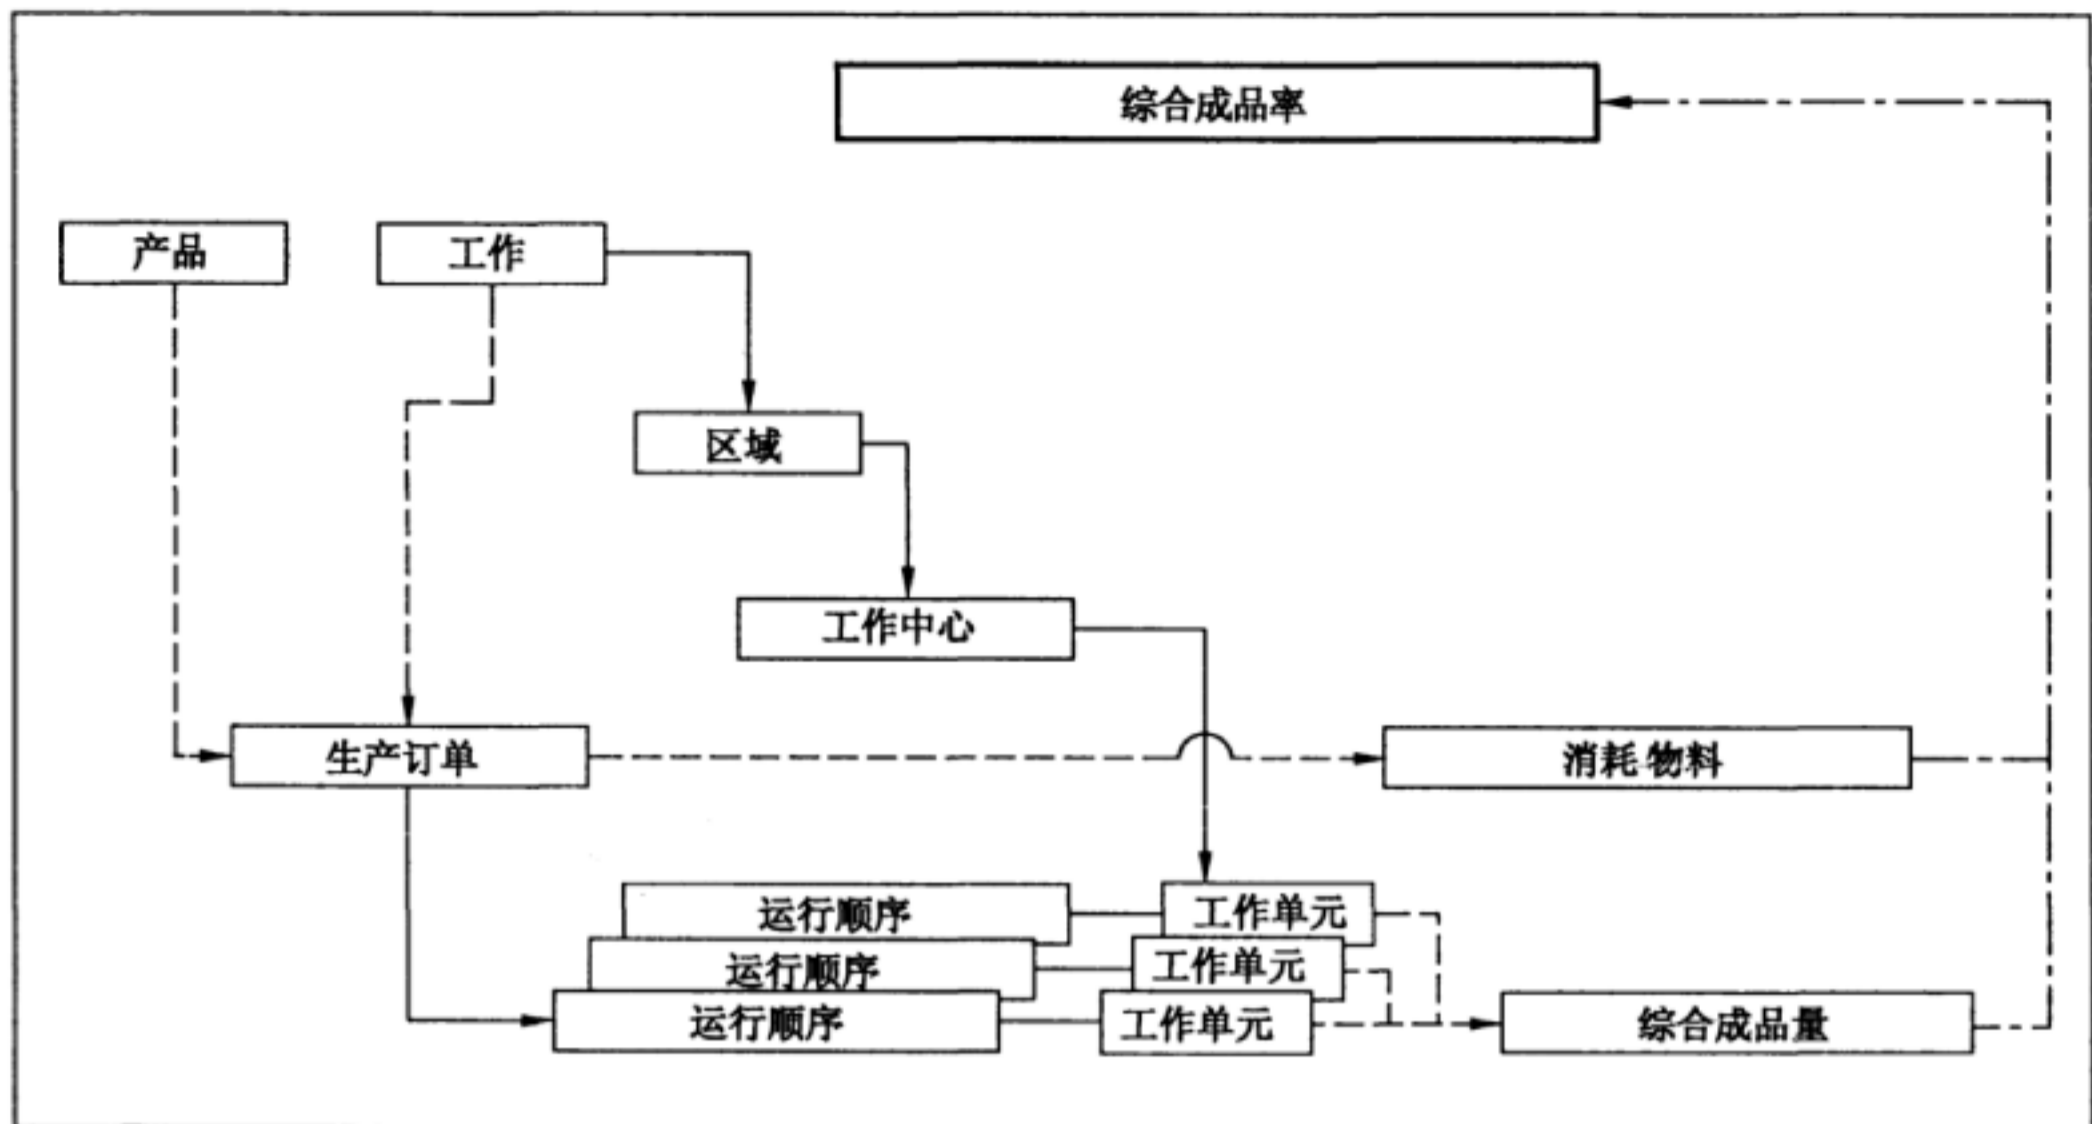 综合成品率
产品
工作
区域
工作中心
生产订单
消耗物料
运行顺序
工作单元
运行顺序
工作单元
运行顺序
工作单元
综合成品量